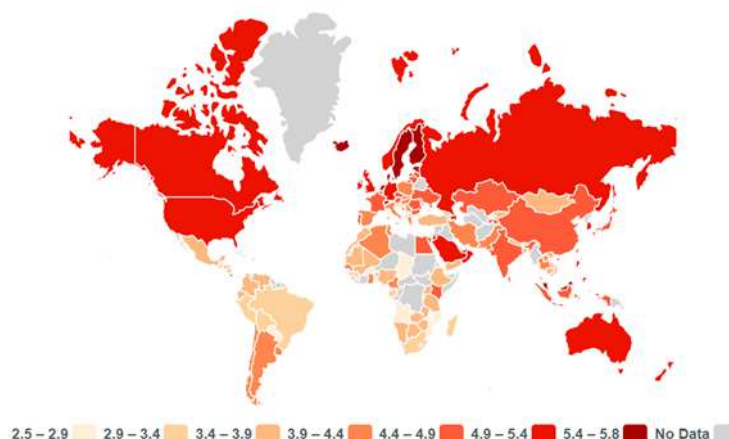 2.5 – 2.9 2.9 – 3.4 3.4 – 3.9 3.9 – 4.4 4.4 – 4.9 4.9 – 5.4 5.4 – 5.8 No Data